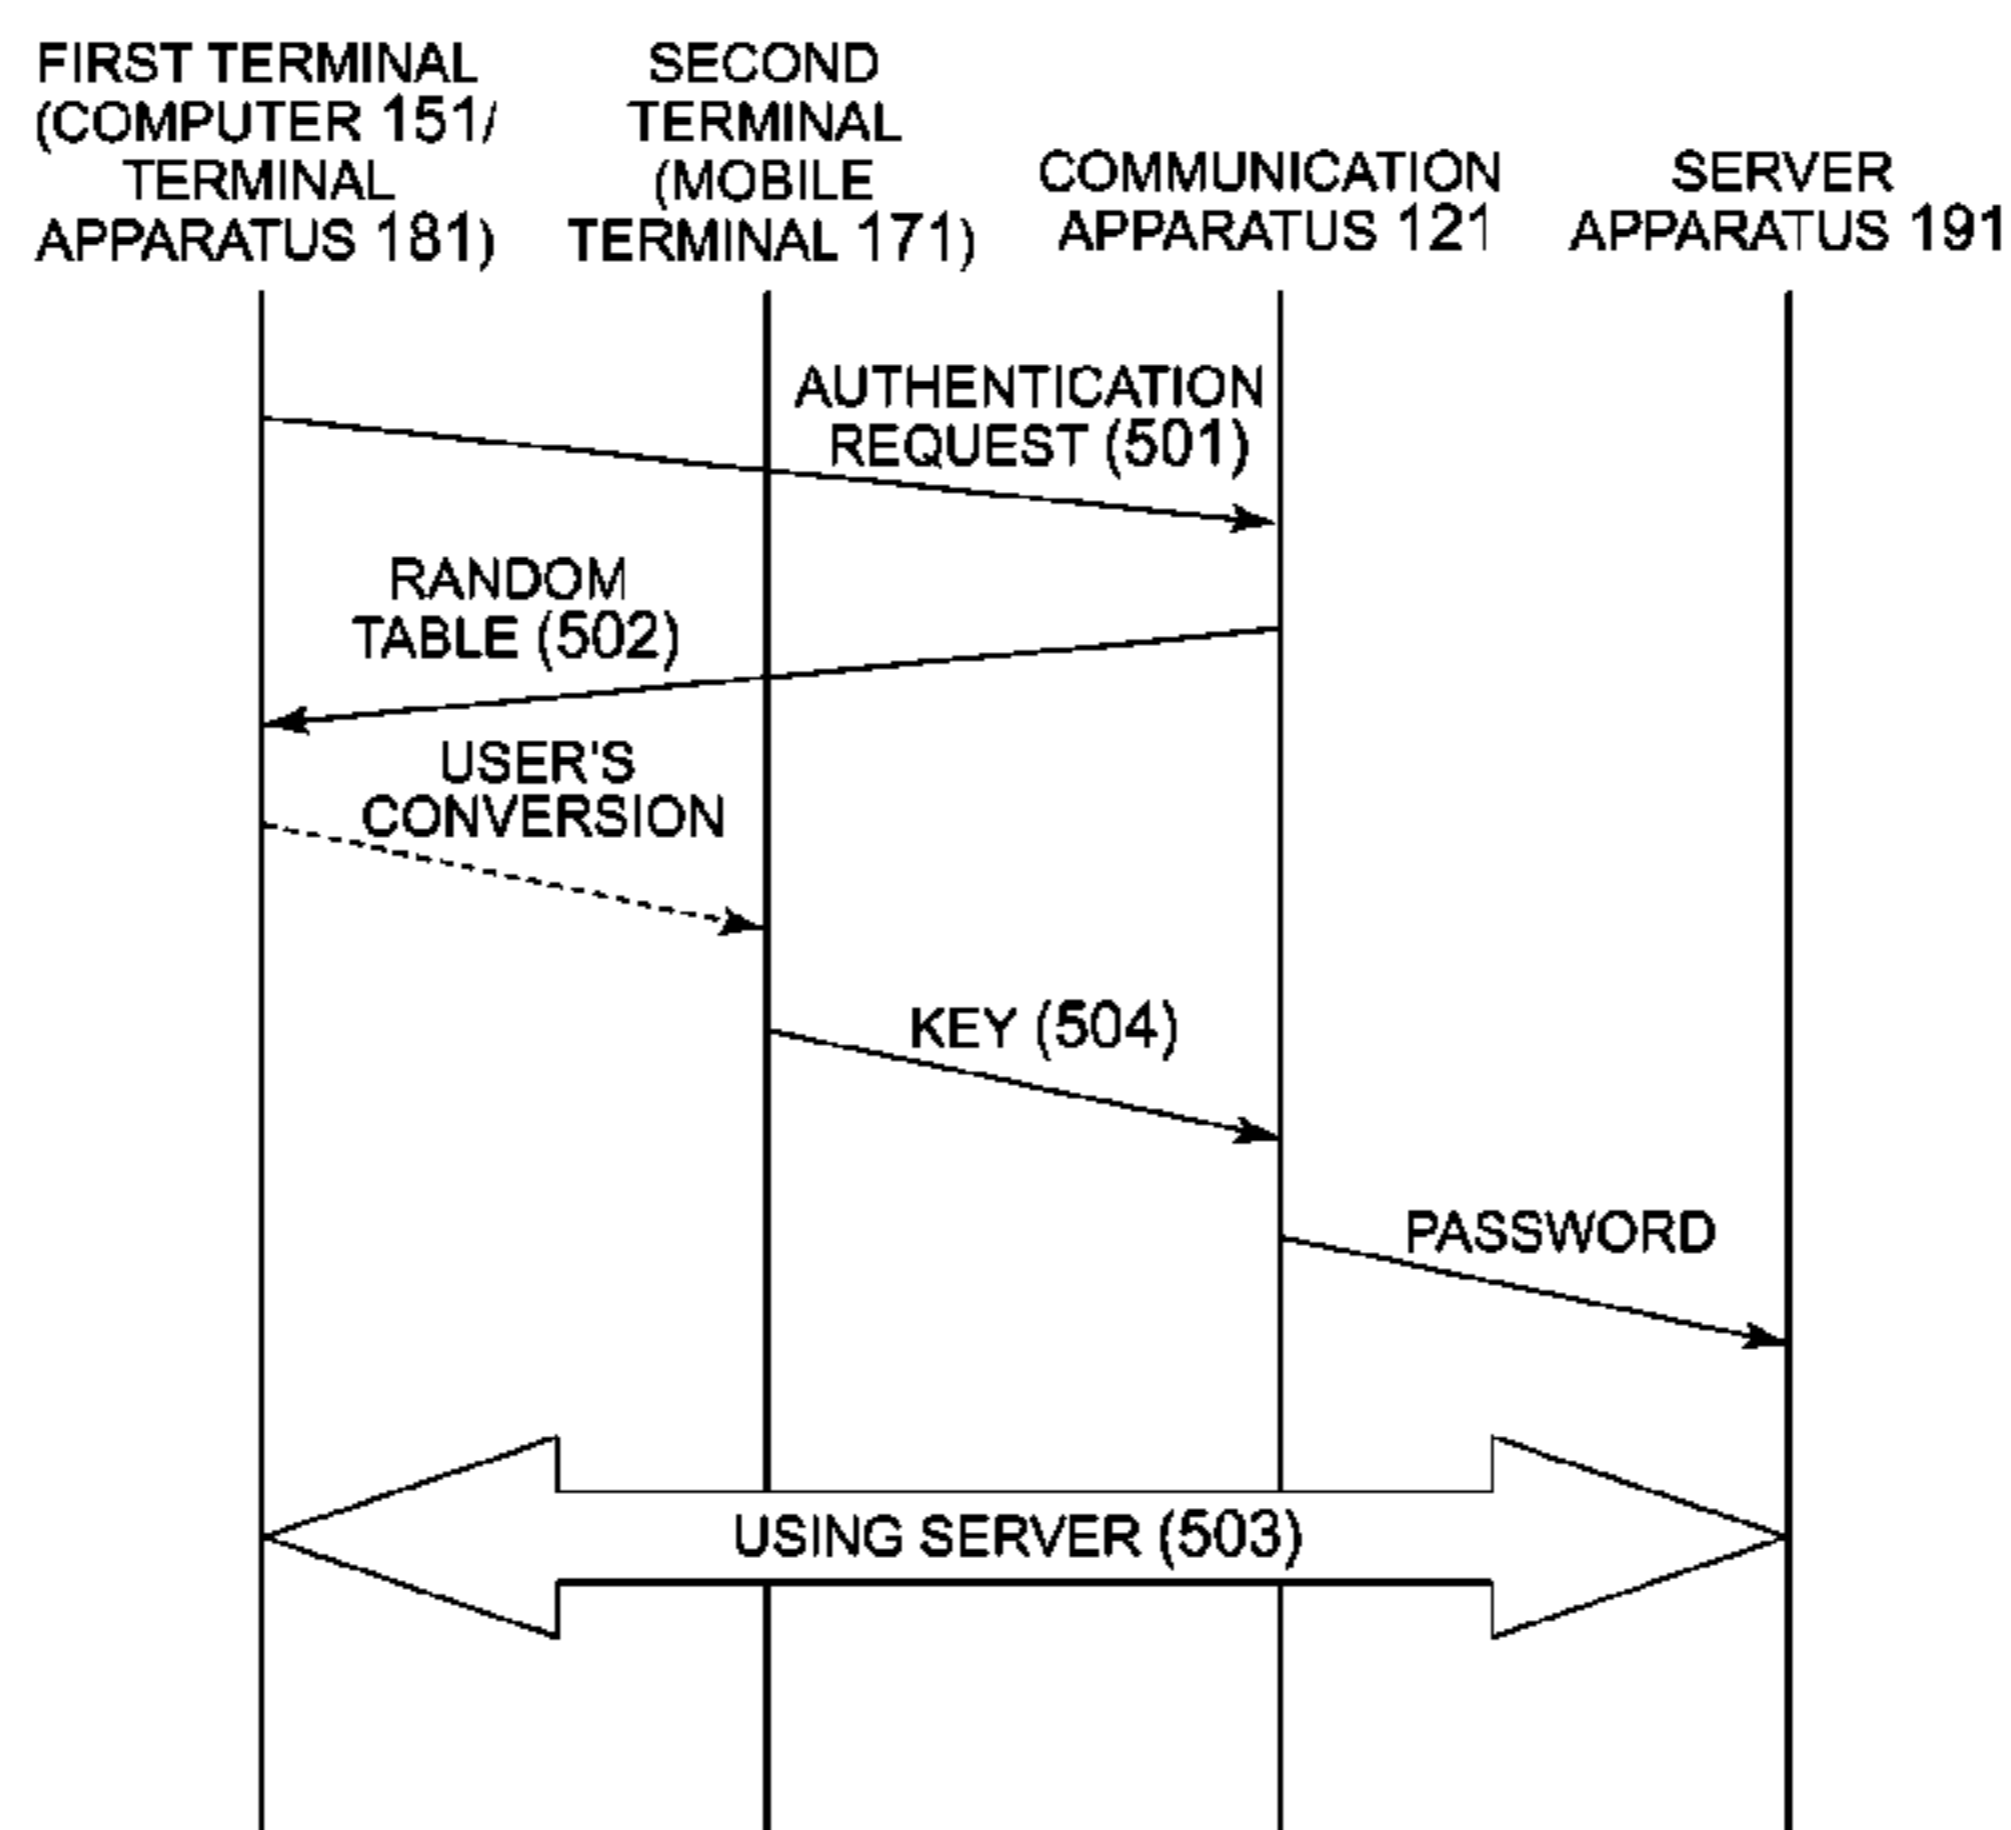 FIRST TERMINAL
(COMPUTER 151/
TERMINAL
APPARATUS 181)
SECOND
TERMINAL
(MOBILE
TERMINAL 171)
COMMUNICATION
APPARATUS 121
SERVER
APPARATUS 191
AUTHENTICATION
REQUEST (501)
RANDOM
TABLE (502)
USER'S
CONVERSION
KEY (504)
PASSWORD
USING SERVER (503)